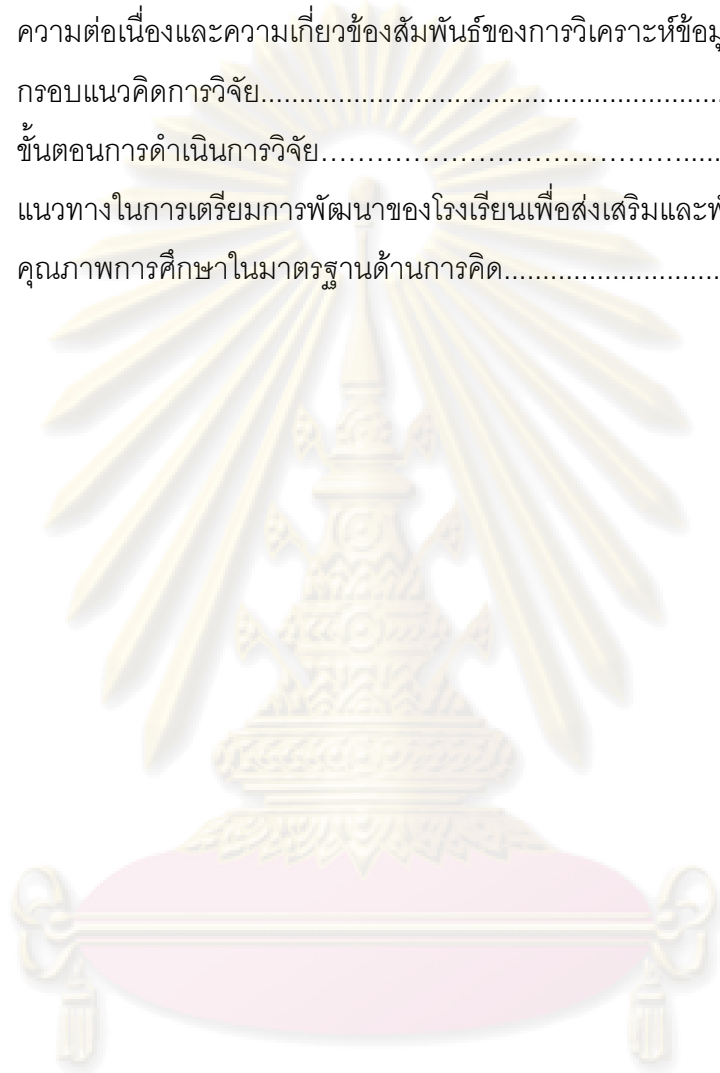 ความต่อเนื่องและความเกี่ยวข้องสัมพันธ์ของการวิเคราะห์
กรอบแนวคิดการวิจัย........................................................
ขั้นตอนการดำเนินการวิจัย……………………………......
แนวทางในการเตรียมการพัฒนาของโรงเรียนเพื่อส่งเสริมและ
คุณภาพการศึกษาในมาตรฐานด้านการคิด............................